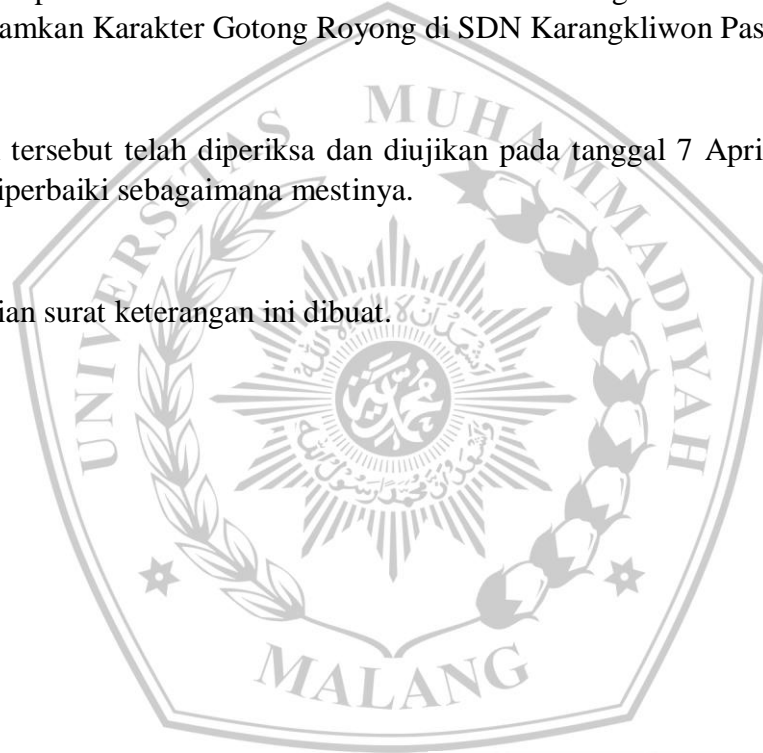 amkan Karakter Gotong Royong di SDN Karangkliwon Pas
tersebut telah diperiksa dan diujikan pada tanggal 7 Apri
iperbaiki sebagaimana mestinya.
ian surat keterangan ini dibuat.
UNIVERSITAS MUHAMMADIYAH
MALANG